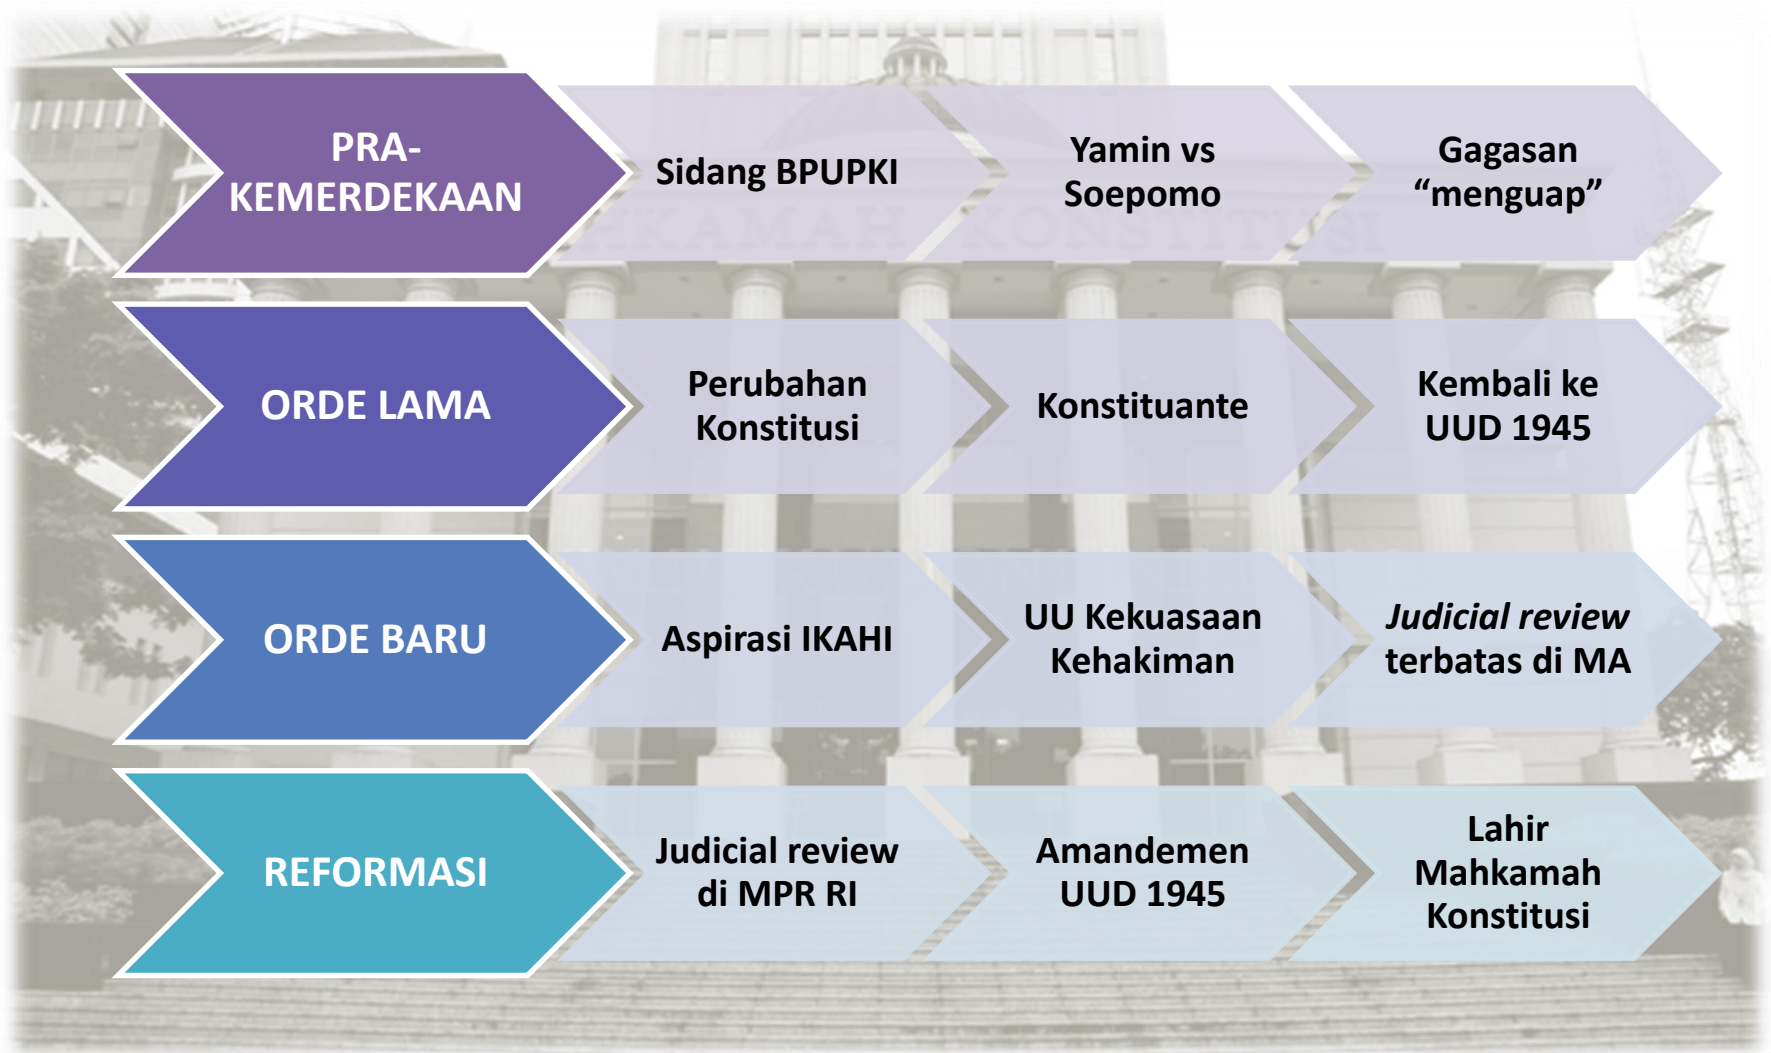 PRA-
KEMERDEKAAN
Sidang BPUPKI
Yamin vs
Soepomo
Gagasan
“menguap”
MAHKAMAH KONSTITUSI
ORDE LAMA
Perubahan
Konstitusi
Konstituante
Kembali ke
UUD 1945
ORDE BARU
Aspirasi IKAHI
UU Kekuasaan
Kehakiman
Judicial review
terbatas di MA
REFORMASI
Judicial review
di MPR RI
Amandemen
UUD 1945
Lahir
Mahkamah
Konstitusi